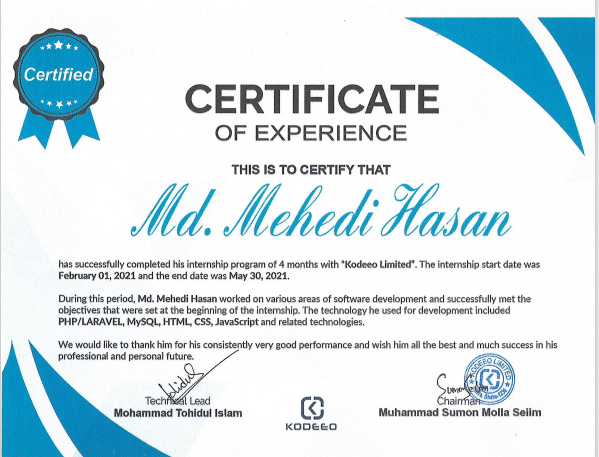 Certified
CERTIFICATE
OF EXPERIENCE
THIS IS TO CERTIFY THAT
Md. Mehedi Hasan
has successfully completed his internship program of 4 months with “Kodeeo Limited”. The internship start date was
February 01, 2021 and the end date was May 30, 2021.
During this period, Md. Mehedi Hasan worked on various areas of software development and successfully met the
objectives that were set at the beginning of the internship. The technology he used for development included
PHP/LARAVEL, MySQL, HTML, CSS, JavaScript and related technologies.
We would like to thank him for his consistently very good performance and wish him all the best and much success in his
professional and personal future.
Technical Lead
Mohammad Tohidul Islam
KODEEO
KODEEO LIMITED
Chairman
Muhammad Sumon Molla Selim